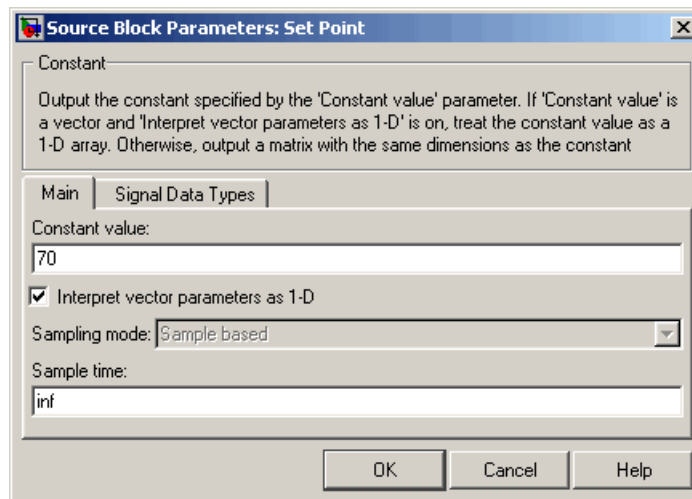 Source Block Parameters: Set Point
Constant
Output the constant specified by the 'Constant value' parameter. If 'Constant value' is
a vector and 'Interpret vector parameters as 1-D' is on, treat the constant value as a
1-D array. Otherwise, output a matrix with the same dimensions as the constant
Main Signal Data Types
Constant value:
70
Interpret vector parameters as 1-D
Sampling mode: Sample based
Sample time:
inf
OK Cancel Help